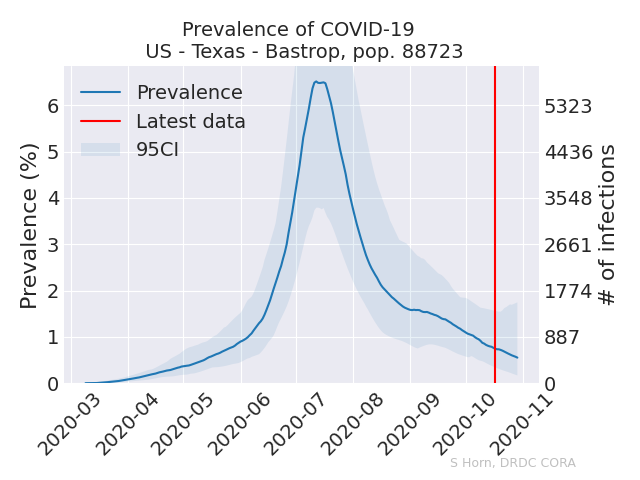 Prevalence of COVID-19
US - Texas - Bastrop, pop. 88723
Prevalence
Latest data
95CI
Prevalence (%)
6
5
4
3
2
1
0
5323
4436
3548
2661
1774
887
0
# of infections
2020-03
2020-04
2020-05
2020-06
2020-07
2020-08
2020-09
2020-10
2020-11
S Horn, DRDC CORA